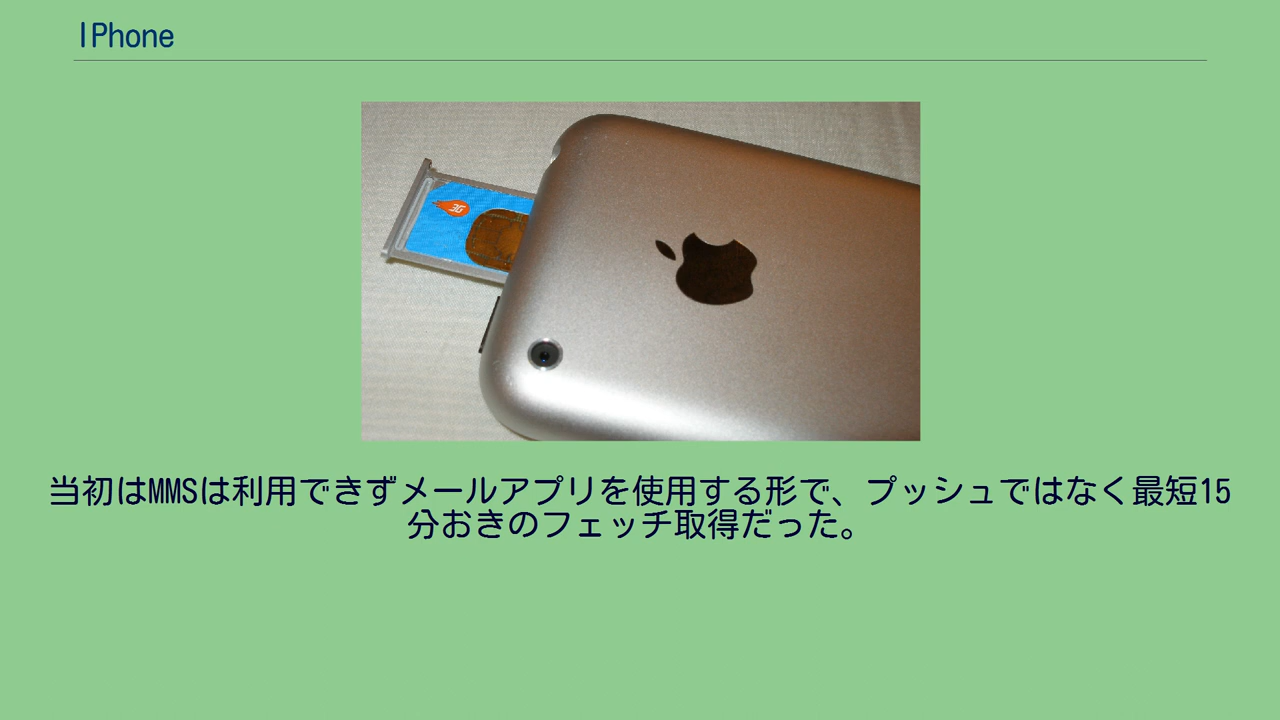 IPhone
3G
当初はMMSは利用できずメールアプリを使用する形で、プッシュではなく最短15
分おきのフェッチ取得だった。